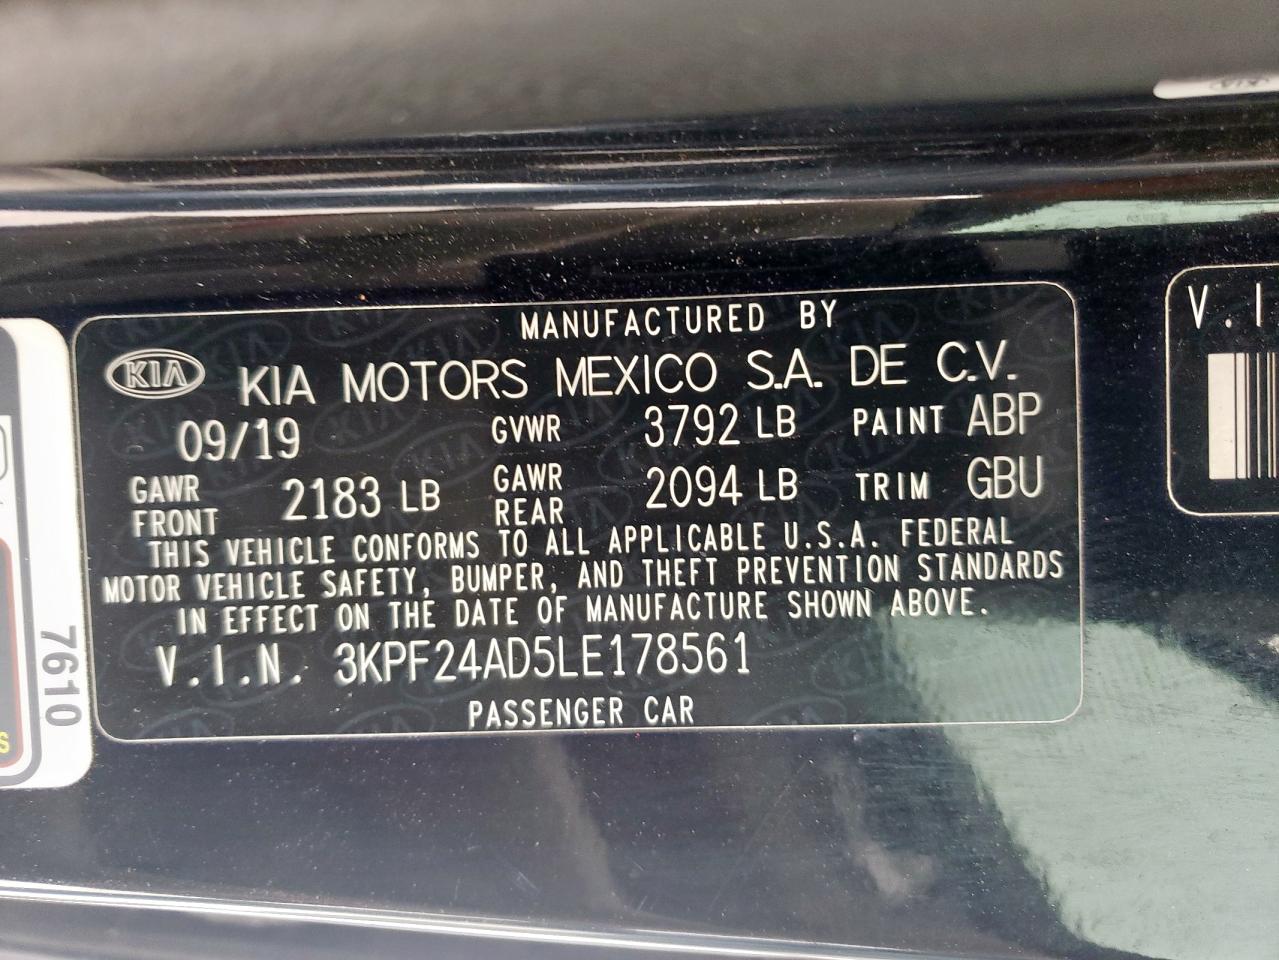 MANUFACTURED BY
KIA KIA MOTORS MEXICO S.A. DE C.V.
09/19 GVWR 3792 LB PAINT ABP
GAWR FRONT 2183 LB GAWR REAR 2094 LB TRIM GBU
THIS VEHICLE CONFORMS TO ALL APPLICABLE U.S.A. FEDERAL
MOTOR VEHICLE SAFETY, BUMPER, AND THEFT PREVENTION STANDARDS
IN EFFECT ON THE DATE OF MANUFACTURE SHOWN ABOVE.
V.I.N. 3KPF24AD5LE178561
PASSENGER CAR
7610
S
V.I